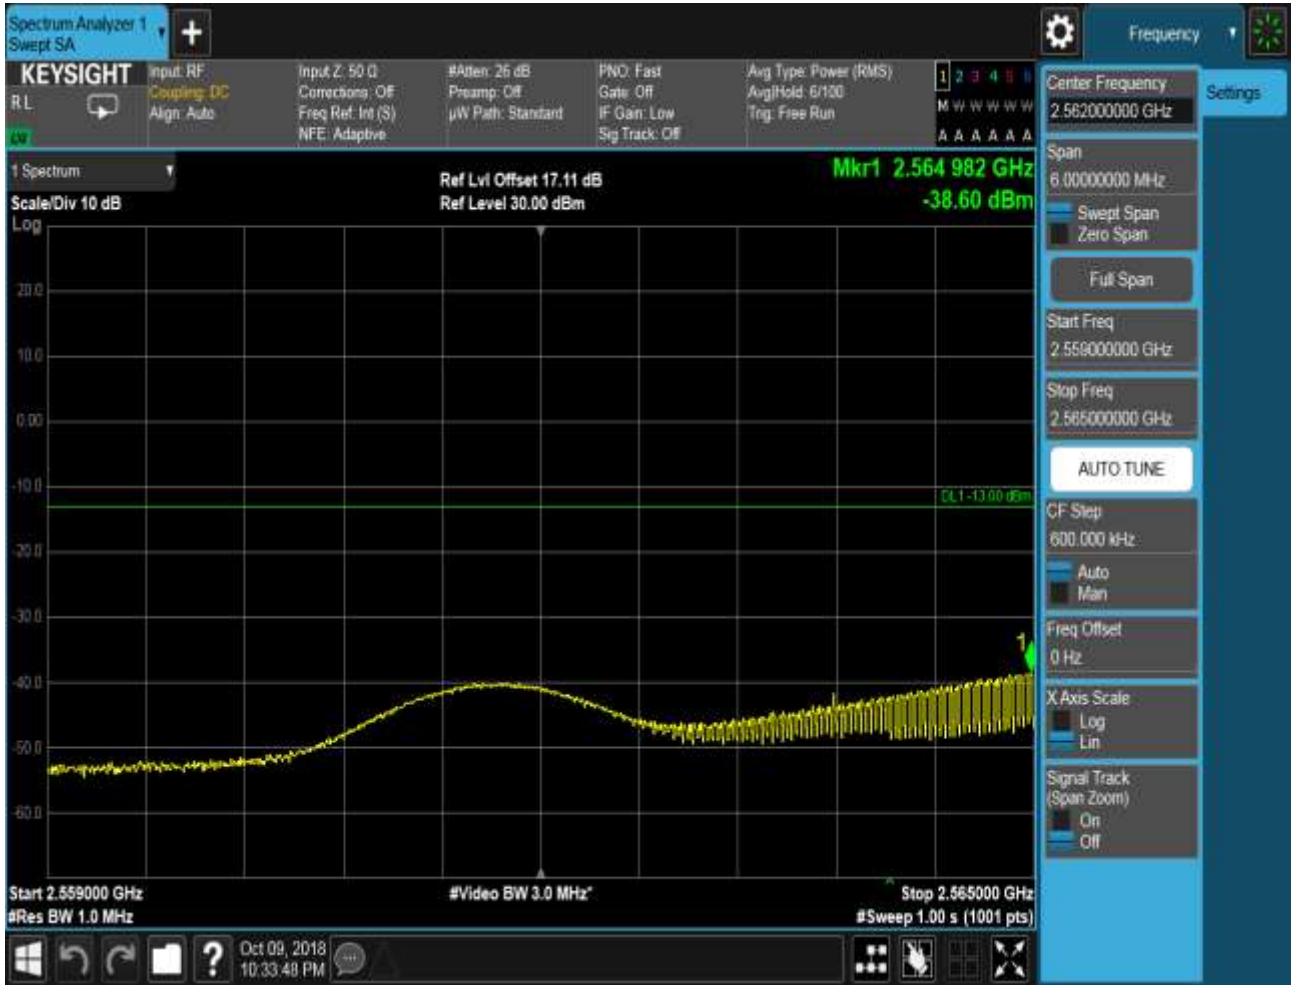 Spectrum Analyzer 1
Swept SA
+
Frequency
KEYSIGHT
R L
Input: RF
Coupling: DC
Align: Auto
Input Z: 50 Ω
Corrections: Off
Freq Ref: Int (S)
NFE: Adaptive
#Atten: 26 dB
Preamp: Off
µW Path: Standard
PNO: Fast
Gate: Off
IF Gain: Low
Sig Track: Off
Avg Type: Power (RMS)
Avg|Hold: 6/100
Trig: Free Run
1 2 3 4 5 6
M W W W W W
A A A A A A
Center Frequency
2.562000000 GHz
Settings
1 Spectrum
Scale/Div 10 dB
Log
Ref Lvl Offset 17.11 dB
Ref Level 30.00 dBm
Mkr1 2.564 982 GHz
-38.60 dBm
Span
6.00000000 MHz
Swept Span
Zero Span
Full Span
Start Freq
2.559000000 GHz
Stop Freq
2.565000000 GHz
AUTO TUNE
CF Step
600.000 kHz
Auto
Man
Freq Offset
0 Hz
X Axis Scale
Log
Lin
Signal Track
(Span Zoom)
On
Off
20.0
10.0
0.00
-10.0
DL1 -13.00 dBm
-20.0
-30.0
1
-40.0
-50.0
-60.0
Start 2.559000 GHz
#Video BW 3.0 MHz*
Stop 2.565000 GHz
#Res BW 1.0 MHz
#Sweep 1.00 s (1001 pts)
?
Oct 09, 2018
10:33:48 PM